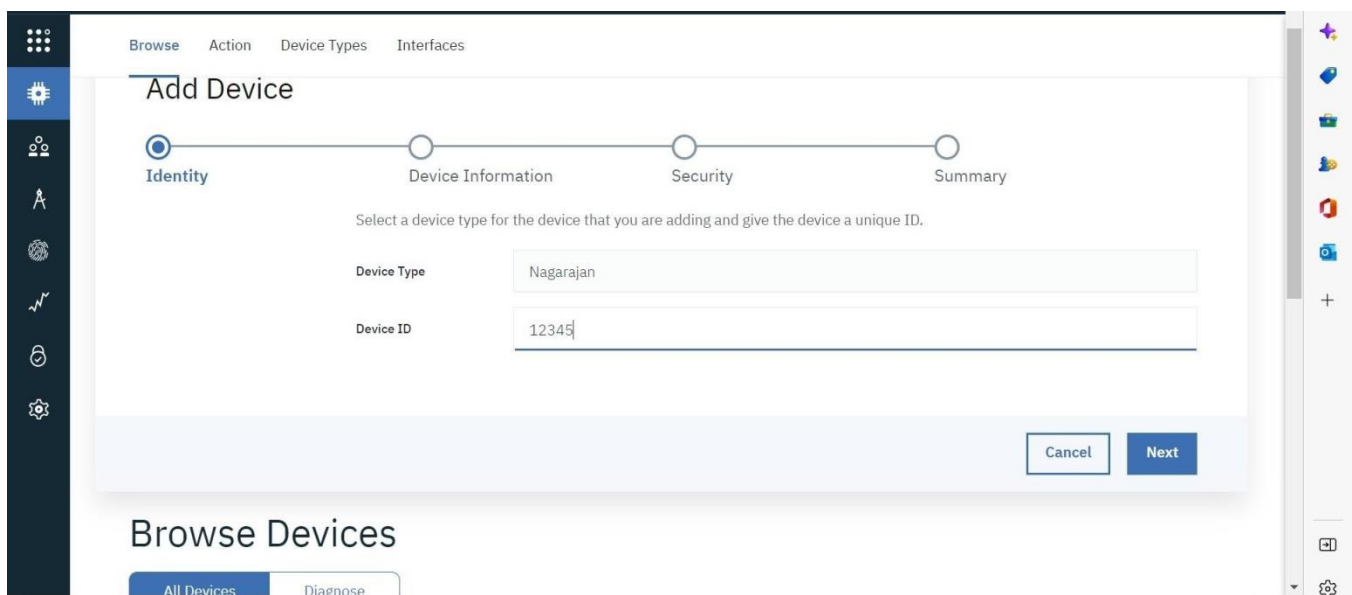 Browse Action Device Types Interfaces
Add Device
Identity Device Information Security Summary
Select a device type for the device that you are adding and give the device a unique ID.
Device Type Nagarajan
Device ID 12345
Cancel Next
Browse Devices
All Devices Diagnose